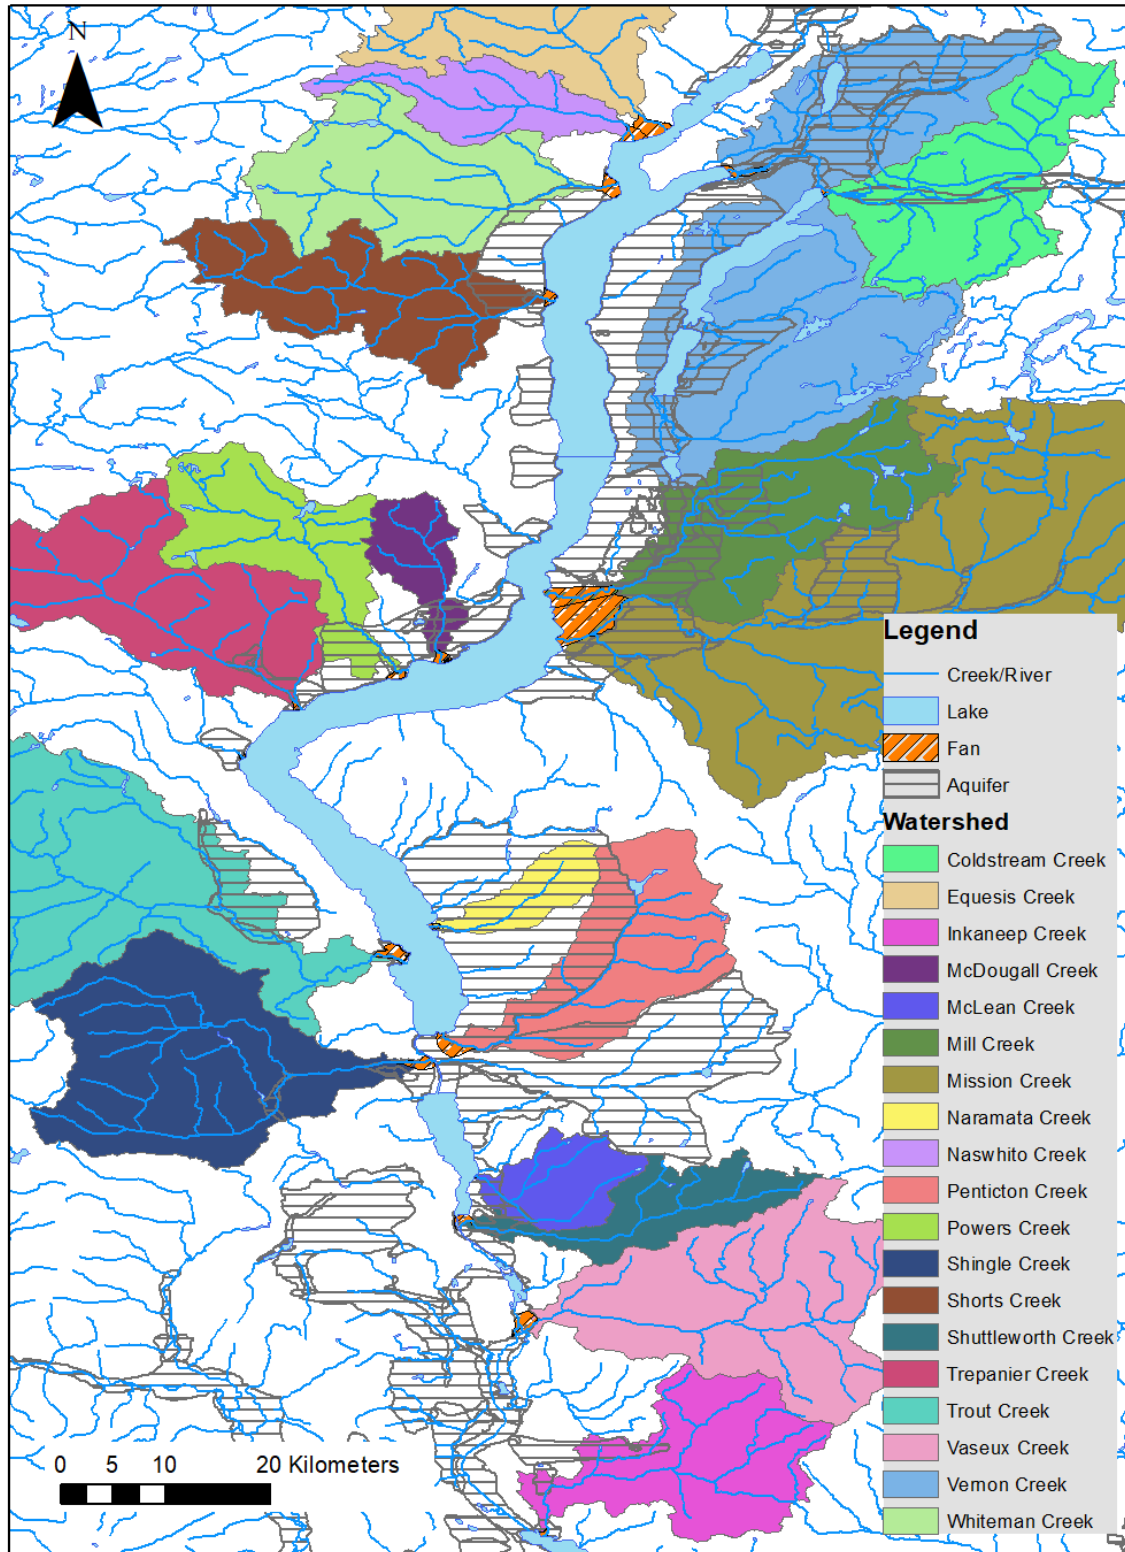 N
Legend
Creek/River
Lake
Fan
Aquifer
Watershed
Coldstream Creek
Equesis Creek
Inkaneep Creek
McDougall Creek
McLean Creek
Mill Creek
Mission Creek
Naramata Creek
Naswhito Creek
Penticton Creek
Powers Creek
Shingle Creek
Shorts Creek
Shuttleworth Creek
Trepanier Creek
Trout Creek
Vaseux Creek
Vernon Creek
Whiteman Creek
0 5 10 20 Kilometers